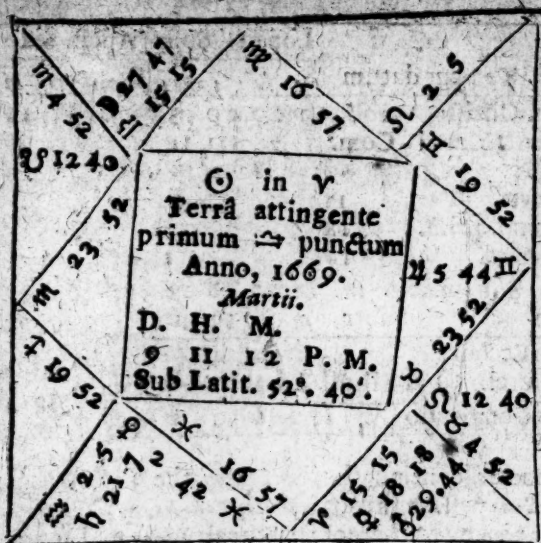 ♏ 4 52
☽ 27 47
♎ 15 15
♍ 16 57
♌ 2 5
♊ 19 52
☋ 12 40
♏ 23 52
☉ in ♈
Terrâ attingente
primum ♎ punctum
Anno, 1669.
Martii.
D. H. M.
9 11 12 P. M.
Sub Latit. 52°. 40'.
♃ 5 44 ♊
♉ 23 52
☊ 12 40
♉ 4 52
♐ 19 52
♒ 2 5
♄ 21 7
☿ 2 42 ♓
♓ 16 57
♈ 15 15
♀ 18 18
♂ 29.44